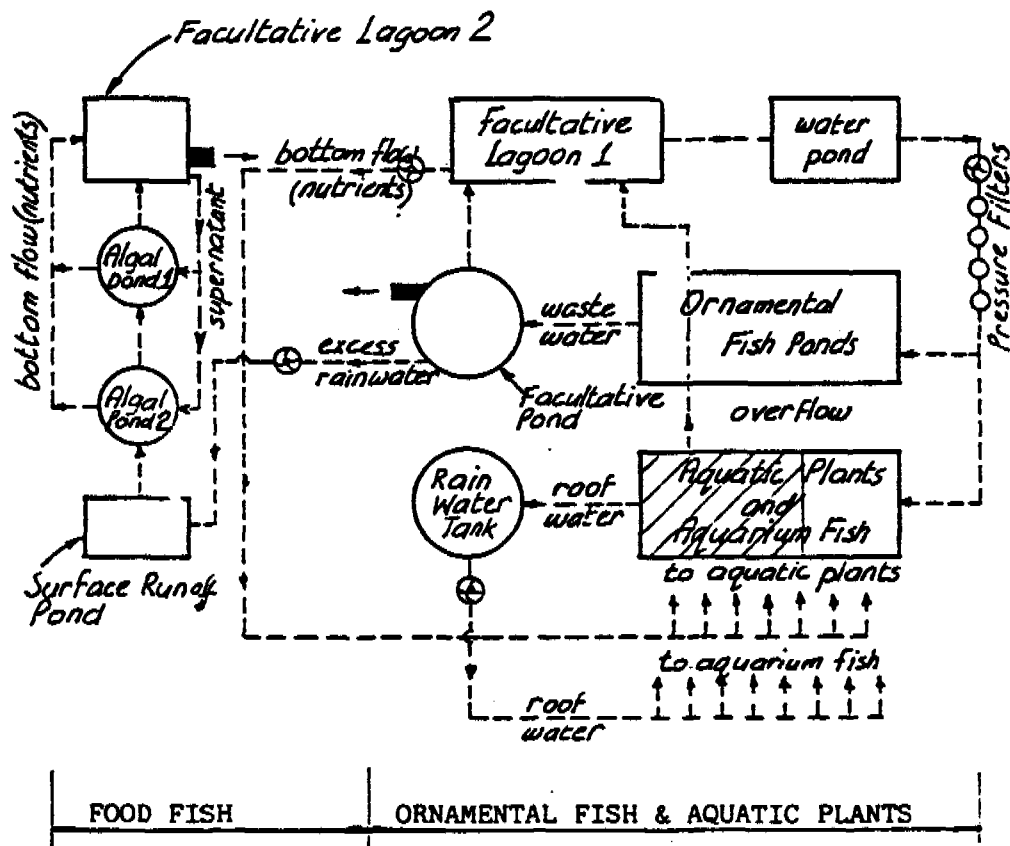 Facultative Lagoon 2
bottom flow (nutrients)
supernatant
Algal
Pond 1
Algal
Pond 2
Surface Runoff
Pond
bottom flow
(nutrients)
Facultative
Lagoon 1
water
pond
Pressure Filters
waste
water
Ornamental
Fish Ponds
excess
rainwater
Facultative
Pond
overflow
Rain
Water
Tank
roof
water
Aquatic Plants
and
Aquarium Fish
to aquatic plants
to aquarium fish
roof
water
FOOD FISH
ORNAMENTAL FISH & AQUATIC PLANTS